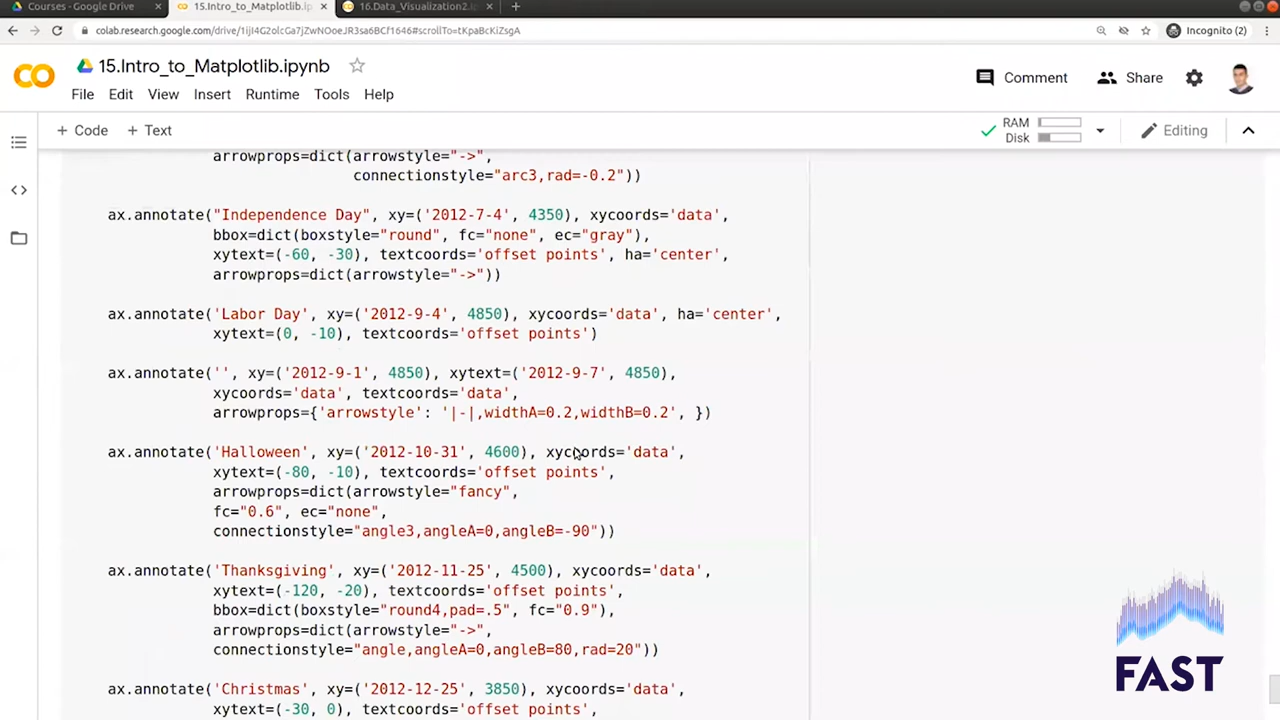 Courses - Google Drive
15.Intro_to_Matplotlib.ip
16.Data_Visualization2.i
colab.research.google.com/drive/1ijI4G2olcGa7jZwNOoeJR3sa6BCf1646#scrollTo=tKpaBcKiZsgA
Incognito (2)
CO
15.Intro_to_Matplotlib.ipynb
Comment
Share
File Edit View Insert Runtime Tools Help
+ Code + Text
RAM
Disk
Editing
arrowprops=dict(arrowstyle="->",
connectionstyle="arc3,rad=-0.2"))
ax.annotate("Independence Day", xy=('2012-7-4', 4350), xycoords='data',
bbox=dict(boxstyle="round", fc="none", ec="gray"),
xytext=(-60, -30), textcoords='offset points', ha='center',
arrowprops=dict(arrowstyle="->"))
ax.annotate('Labor Day', xy=('2012-9-4', 4850), xycoords='data', ha='center',
xytext=(0, -10), textcoords='offset points')
ax.annotate('', xy=('2012-9-1', 4850), xytext=('2012-9-7', 4850),
xycoords='data', textcoords='data',
arrowprops={'arrowstyle': '|-|,widthA=0.2,widthB=0.2', })
ax.annotate('Halloween', xy=('2012-10-31', 4600), xycoords='data',
xytext=(-80, -10), textcoords='offset points',
arrowprops=dict(arrowstyle="fancy",
fc="0.6", ec="none",
connectionstyle="angle3,angleA=0,angleB=-90"))
ax.annotate('Thanksgiving', xy=('2012-11-25', 4500), xycoords='data',
xytext=(-120, -20), textcoords='offset points',
bbox=dict(boxstyle="round4,pad=.5", fc="0.9"),
arrowprops=dict(arrowstyle="->",
connectionstyle="angle,angleA=0,angleB=80,rad=20"))
ax.annotate('Christmas', xy=('2012-12-25', 3850), xycoords='data',
xytext=(-30, 0), textcoords='offset points',
FAST